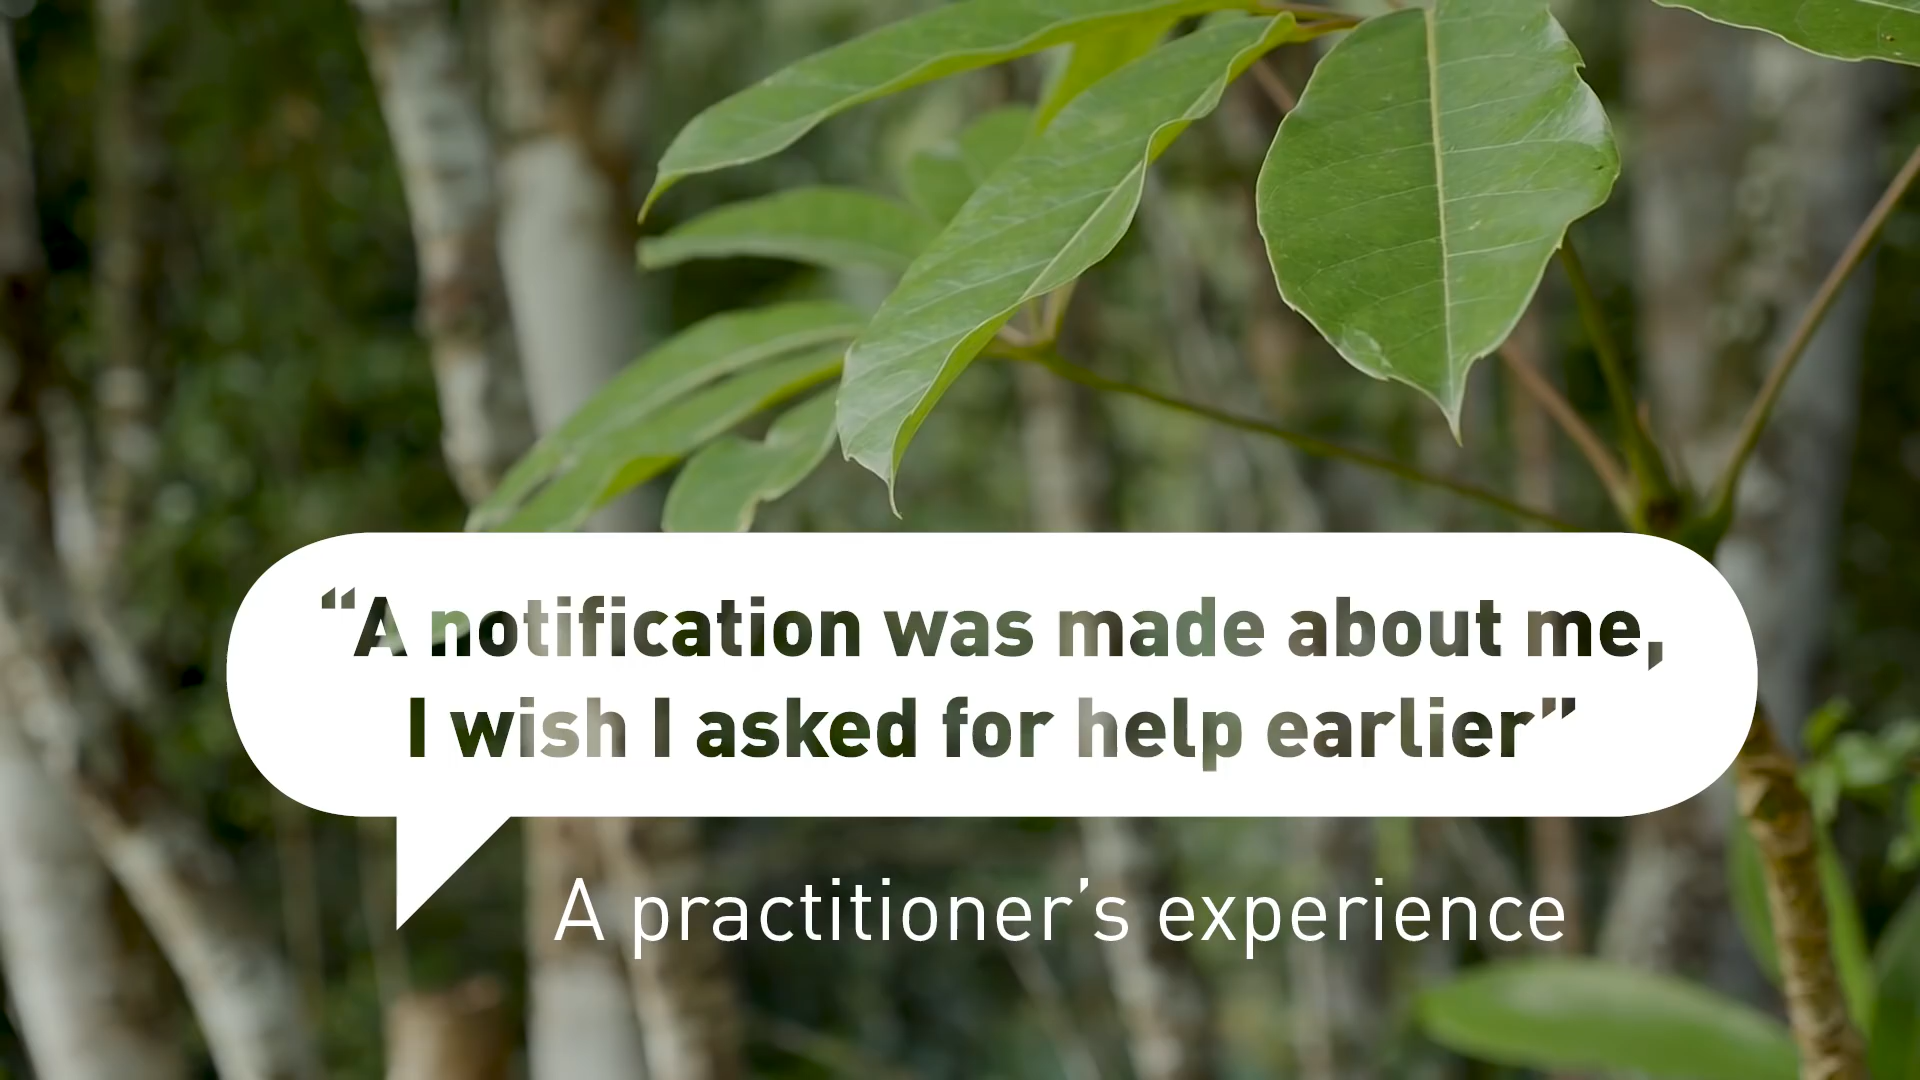 “A notification was made about me,
I wish I asked for help earlier”
A practitioner’s experience